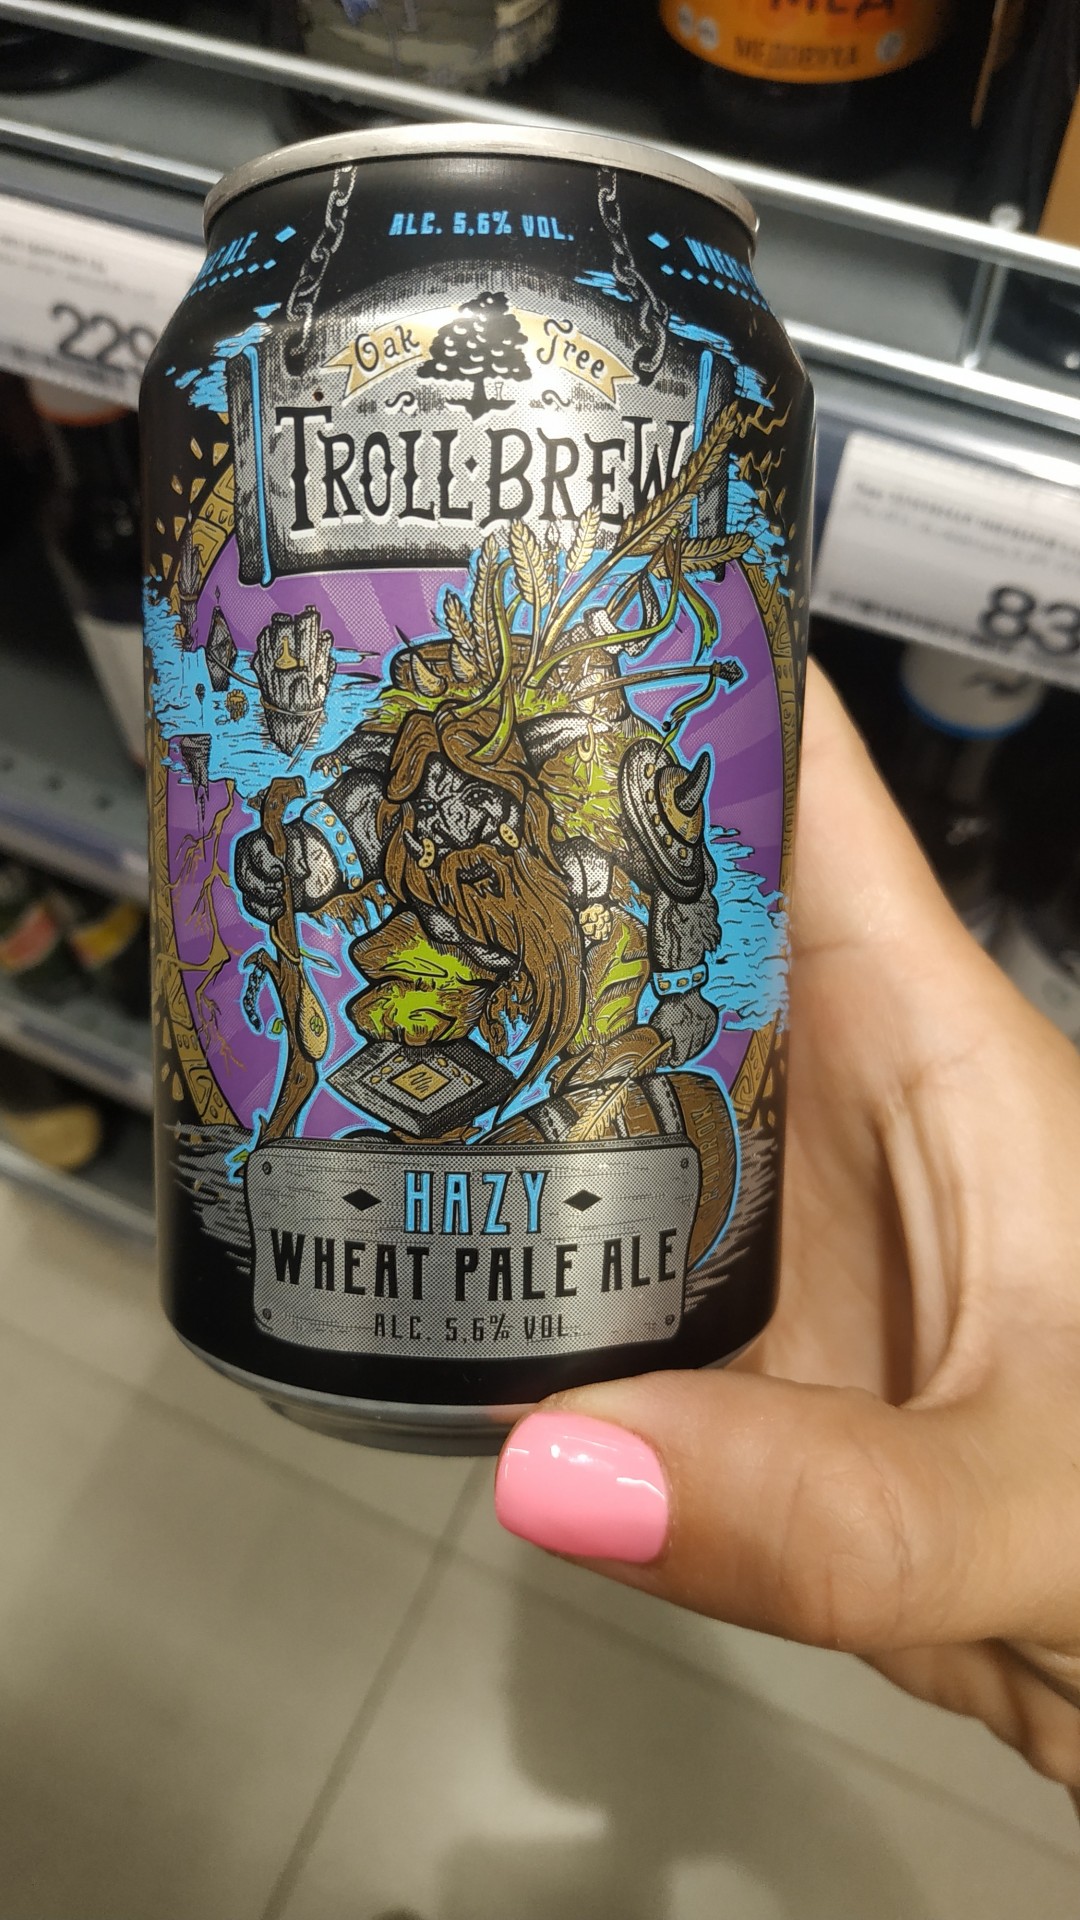 МЕДОВУХА
ALC. 5,6% VOL.
Oak Tree
TROLL·BREW
229
83
HAZY
WHEAT PALE ALE
ALC. 5,6% VOL.